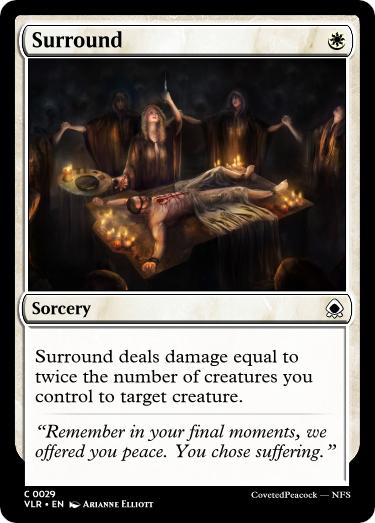 Surround
Sorcery
Surround deals damage equal to
twice the number of creatures you
control to target creature.
“Remember in your final moments, we
offered you peace. You chose suffering.”
C 0029
VLR • EN Arianne Elliott
CovetedPeacock — NFS